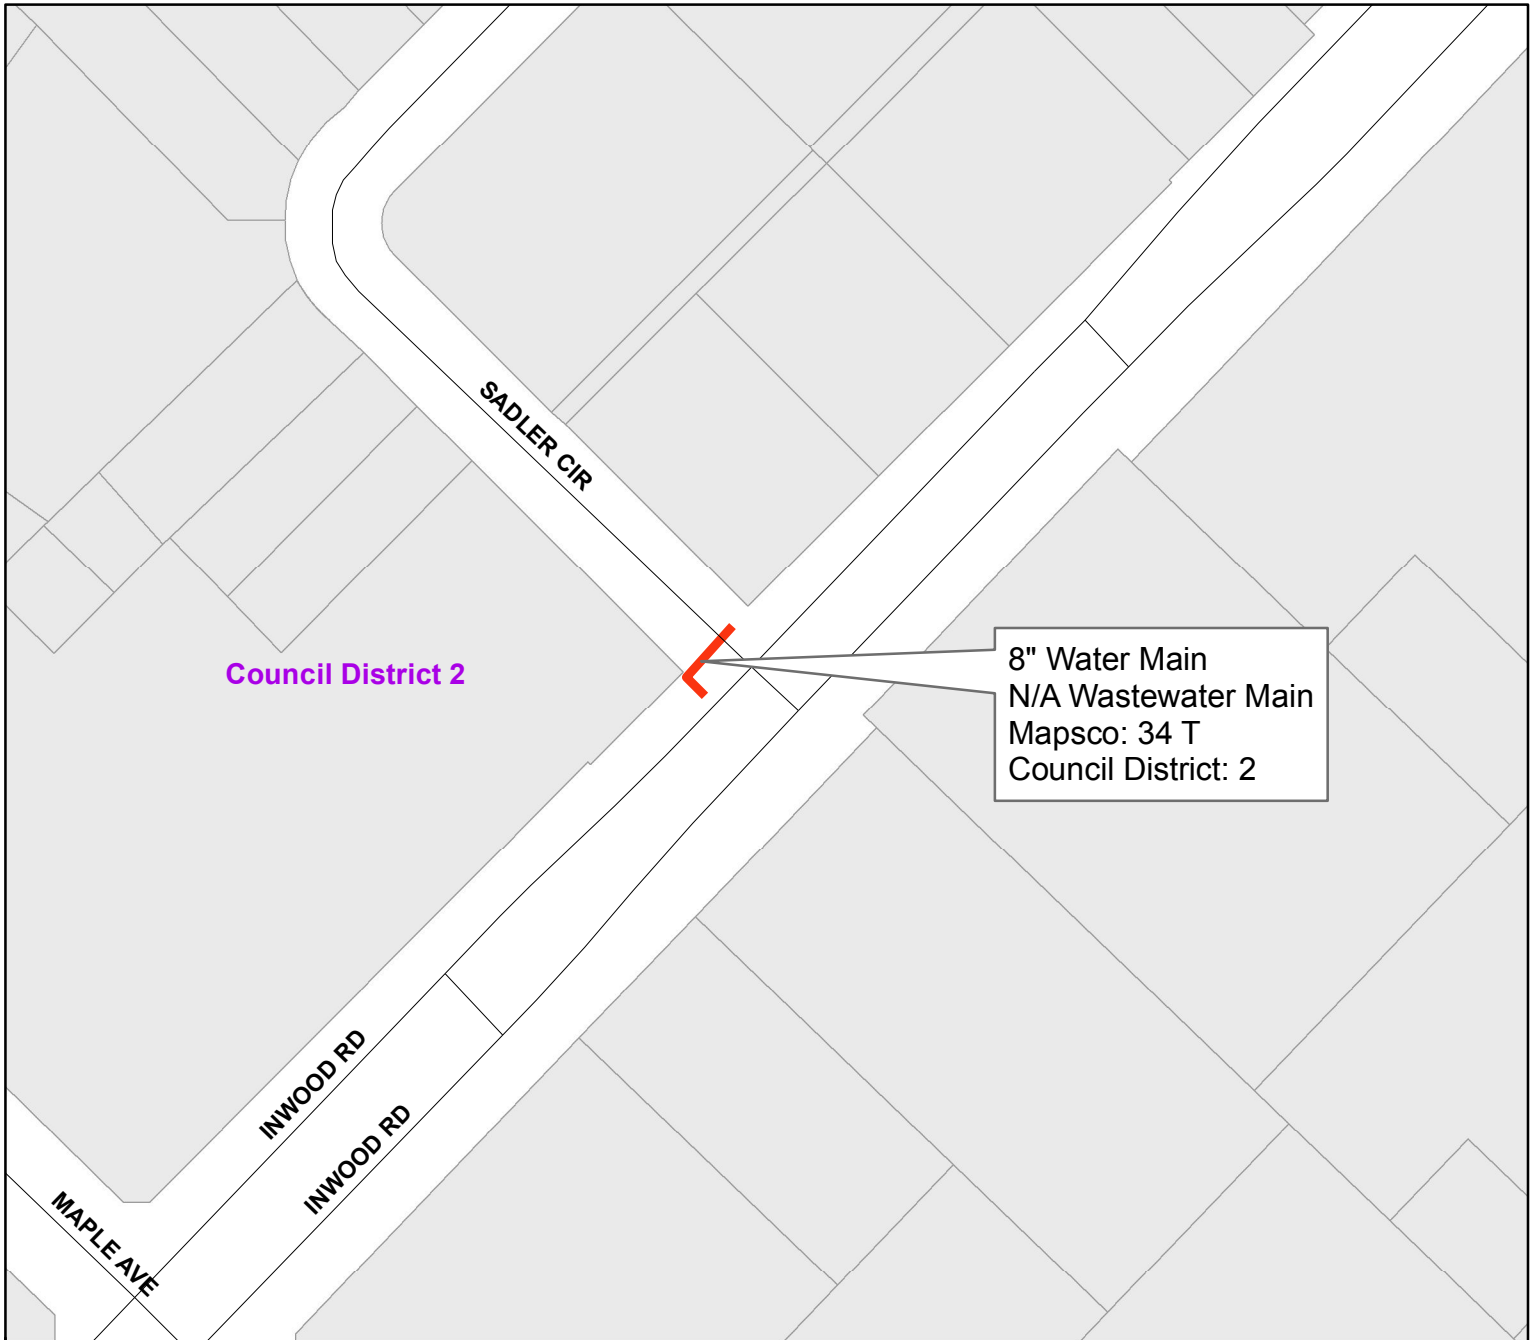 SADLER CIR
Council District 2
8" Water Main
N/A Wastewater Main
Mapsco: 34 T
Council District: 2
INWOOD RD
INWOOD RD
MAPLE AVE